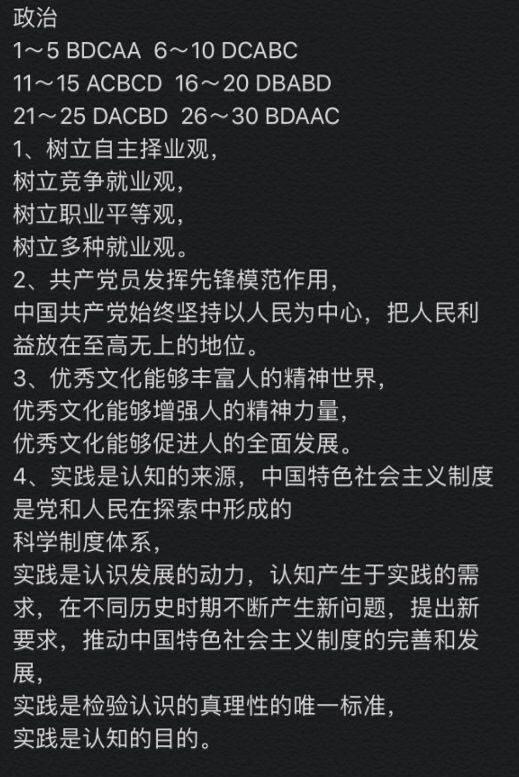 政治
1～5 BDCAA  6～10 DCABC
11～15 ACBCD  16～20 DBABD
21～25 DACBD  26～30 BDAAC
1、树立自主择业观，
树立竞争就业观，
树立职业平等观，
树立多种就业观。
2、共产党员发挥先锋模范作用，
中国共产党始终坚持以人民为中心，把人民利
益放在至高无上的地位。
3、优秀文化能够丰富人的精神世界，
优秀文化能够增强人的精神力量，
优秀文化能够促进人的全面发展。
4、实践是认知的来源，中国特色社会主义制度
是党和人民在探索中形成的
科学制度体系，
实践是认识发展的动力，认知产生于实践的需
求，在不同历史时期不断产生新问题，提出新
要求，推动中国特色社会主义制度的完善和发
展，
实践是检验认识的真理性的唯一标准，
实践是认知的目的。